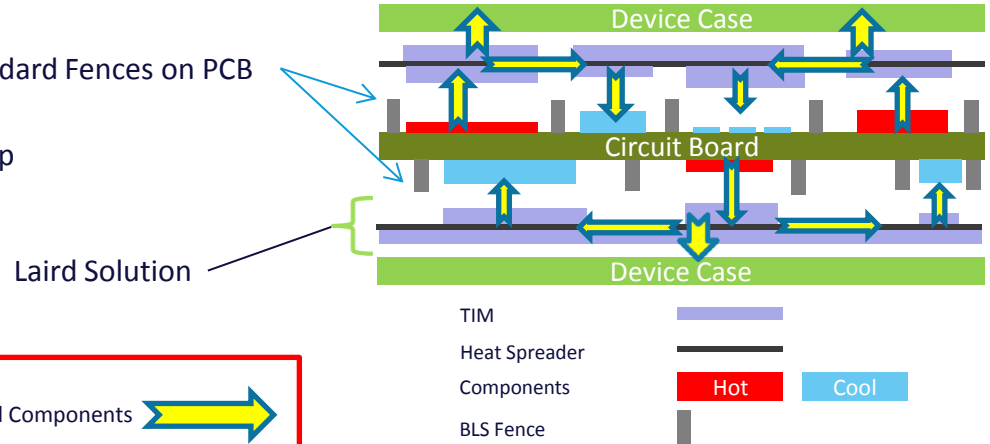 Device Case
dard Fences on PCB
Circuit Board
p
Laird Solution
Device Case
TIM
Heat Spreader
Components
Hot
Cool
Components
BLS Fence